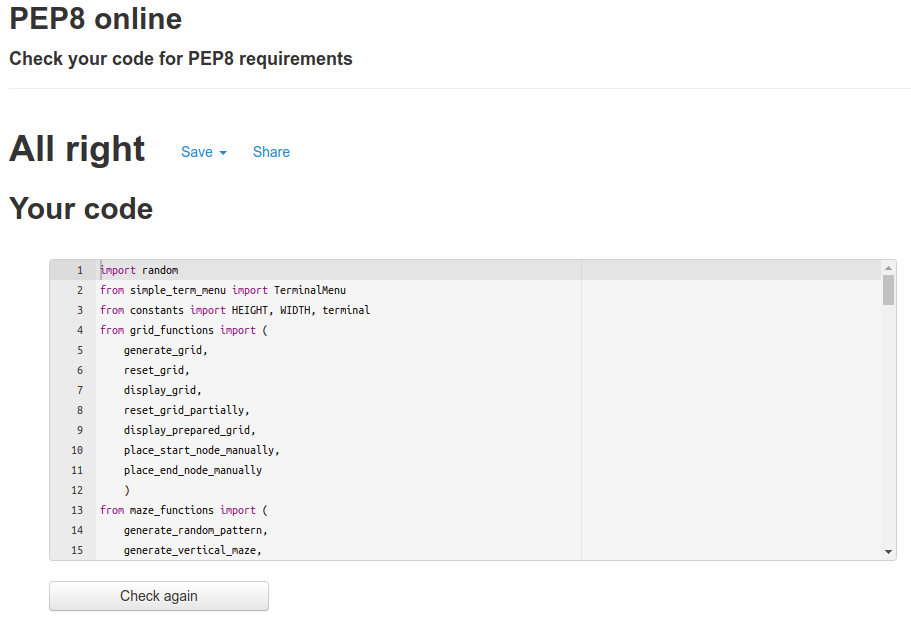 PEP8 online
Check your code for PEP8 requirements
All right Save Share
Your code
1 import random
2 from simple_term_menu import TerminalMenu
3 from constants import HEIGHT, WIDTH, terminal
4 from grid_functions import (
5 generate_grid,
6 reset_grid,
7 display_grid,
8 reset_grid_partially,
9 display_prepared_grid,
10 place_start_node_manually,
11 place_end_node_manually
12 )
13 from maze_functions import (
14 generate_random_pattern,
15 generate_vertical_maze,
Check again